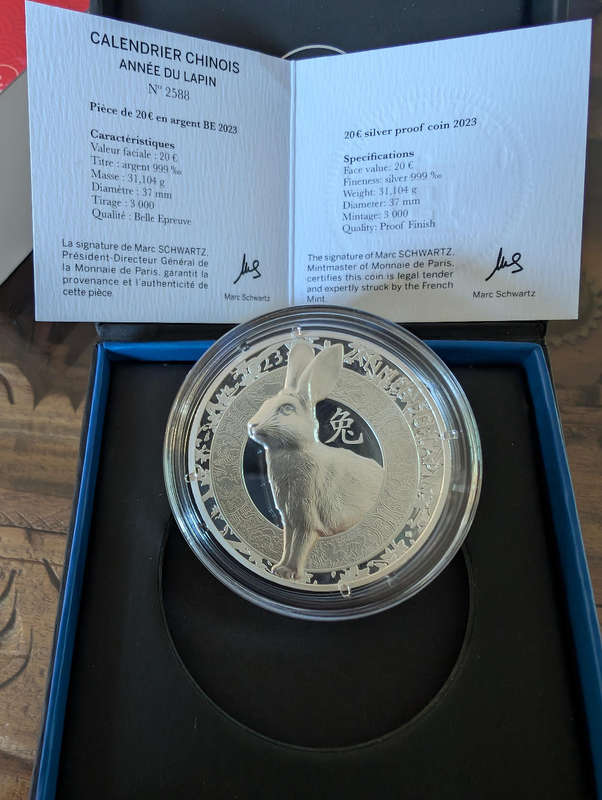 CALENDRIER CHINOIS
ANNÉE DU LAPIN
N° 2588
Pièce de 20€ en argent BE 2023
Caractéristiques
Valeur faciale : 20 €
Titre : argent 999 ‰
Masse : 31,104 g
Diamètre : 37 mm
Tirage : 3 000
Qualité : Belle Epreuve
La signature de Marc SCHWARTZ,
Président-Directeur Général de
la Monnaie de Paris, garantit la
provenance et l'authenticité de
cette pièce.
Marc Schwartz
20€ silver proof coin 2023
Specifications
Face value: 20 €
Fineness: silver 999 ‰
Weight: 31,104 g
Diameter: 37 mm
Mintage: 3 000
Quality: Proof Finish
The signature of Marc SCHWARTZ,
Mintmaster of Monnaie de Paris,
certifies this coin is legal tender
and expertly struck by the French
Mint.
Marc Schwartz
兔